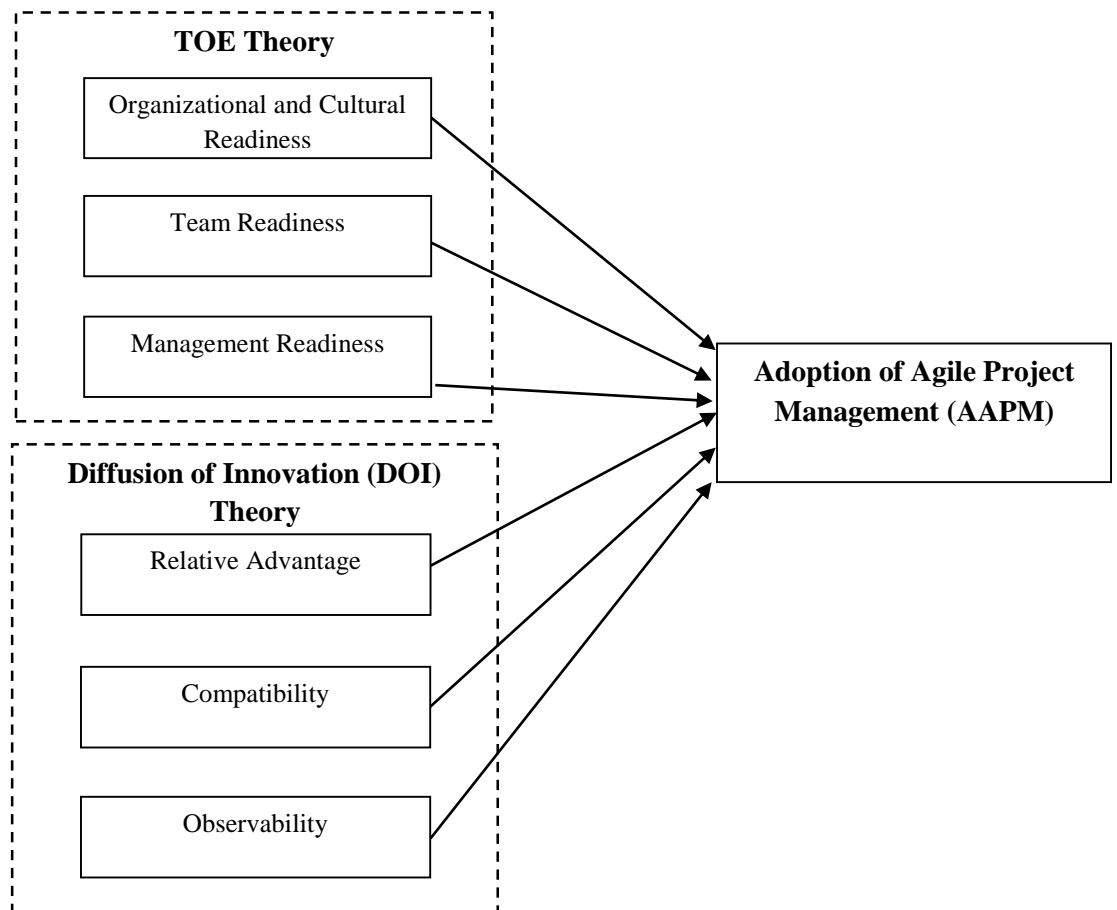 TOE Theory
Organizational and Cultural
Readiness
Team Readiness
Management Readiness
Adoption of Agile Project
Management (AAPM)
Diffusion of Innovation (DOI)
Theory
Relative Advantage
Compatibility
Observability